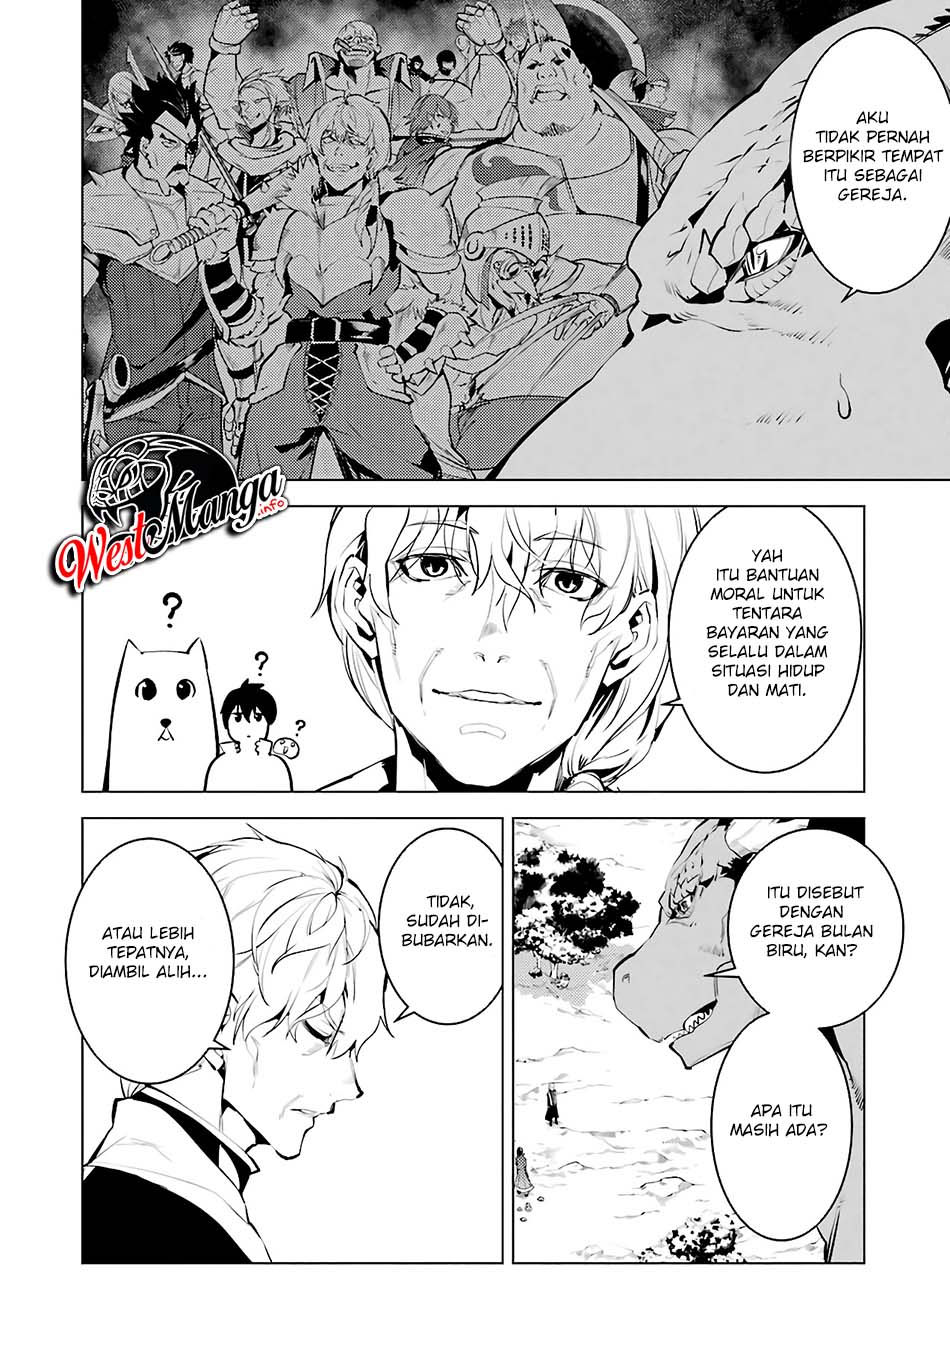 AKU
TIDAK PERNAH
BERPIKIR TEMPAT
ITU SEBAGAI
GEREJA.
WestManga
.info
YAH
ITU BANTUAN
MORAL UNTUK
TENTARA
BAYARAN YANG
SELALU DALAM
SITUASI HIDUP
DAN MATI.
?
?
?
ITU DISEBUT
DENGAN
GEREJA BULAN
BIRU, KAN?
APA ITU
MASIH ADA?
TIDAK,
SUDAH DI-
BUBARKAN.
ATAU LEBIH
TEPATNYA,
DIAMBIL ALIH...